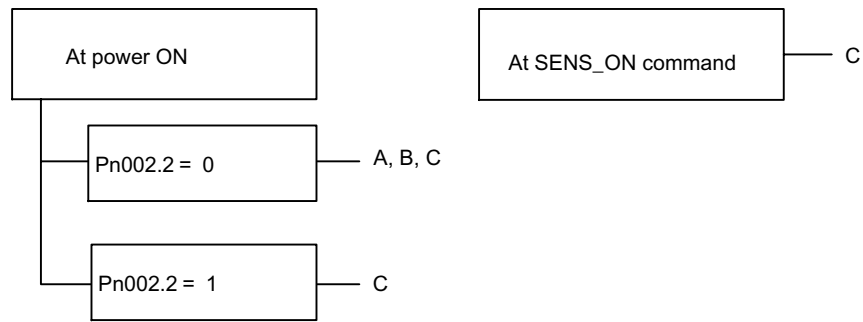 At power ON
At SENS_ON command
C
Pn002.2 = 0
A, B, C
Pn002.2 = 1
C